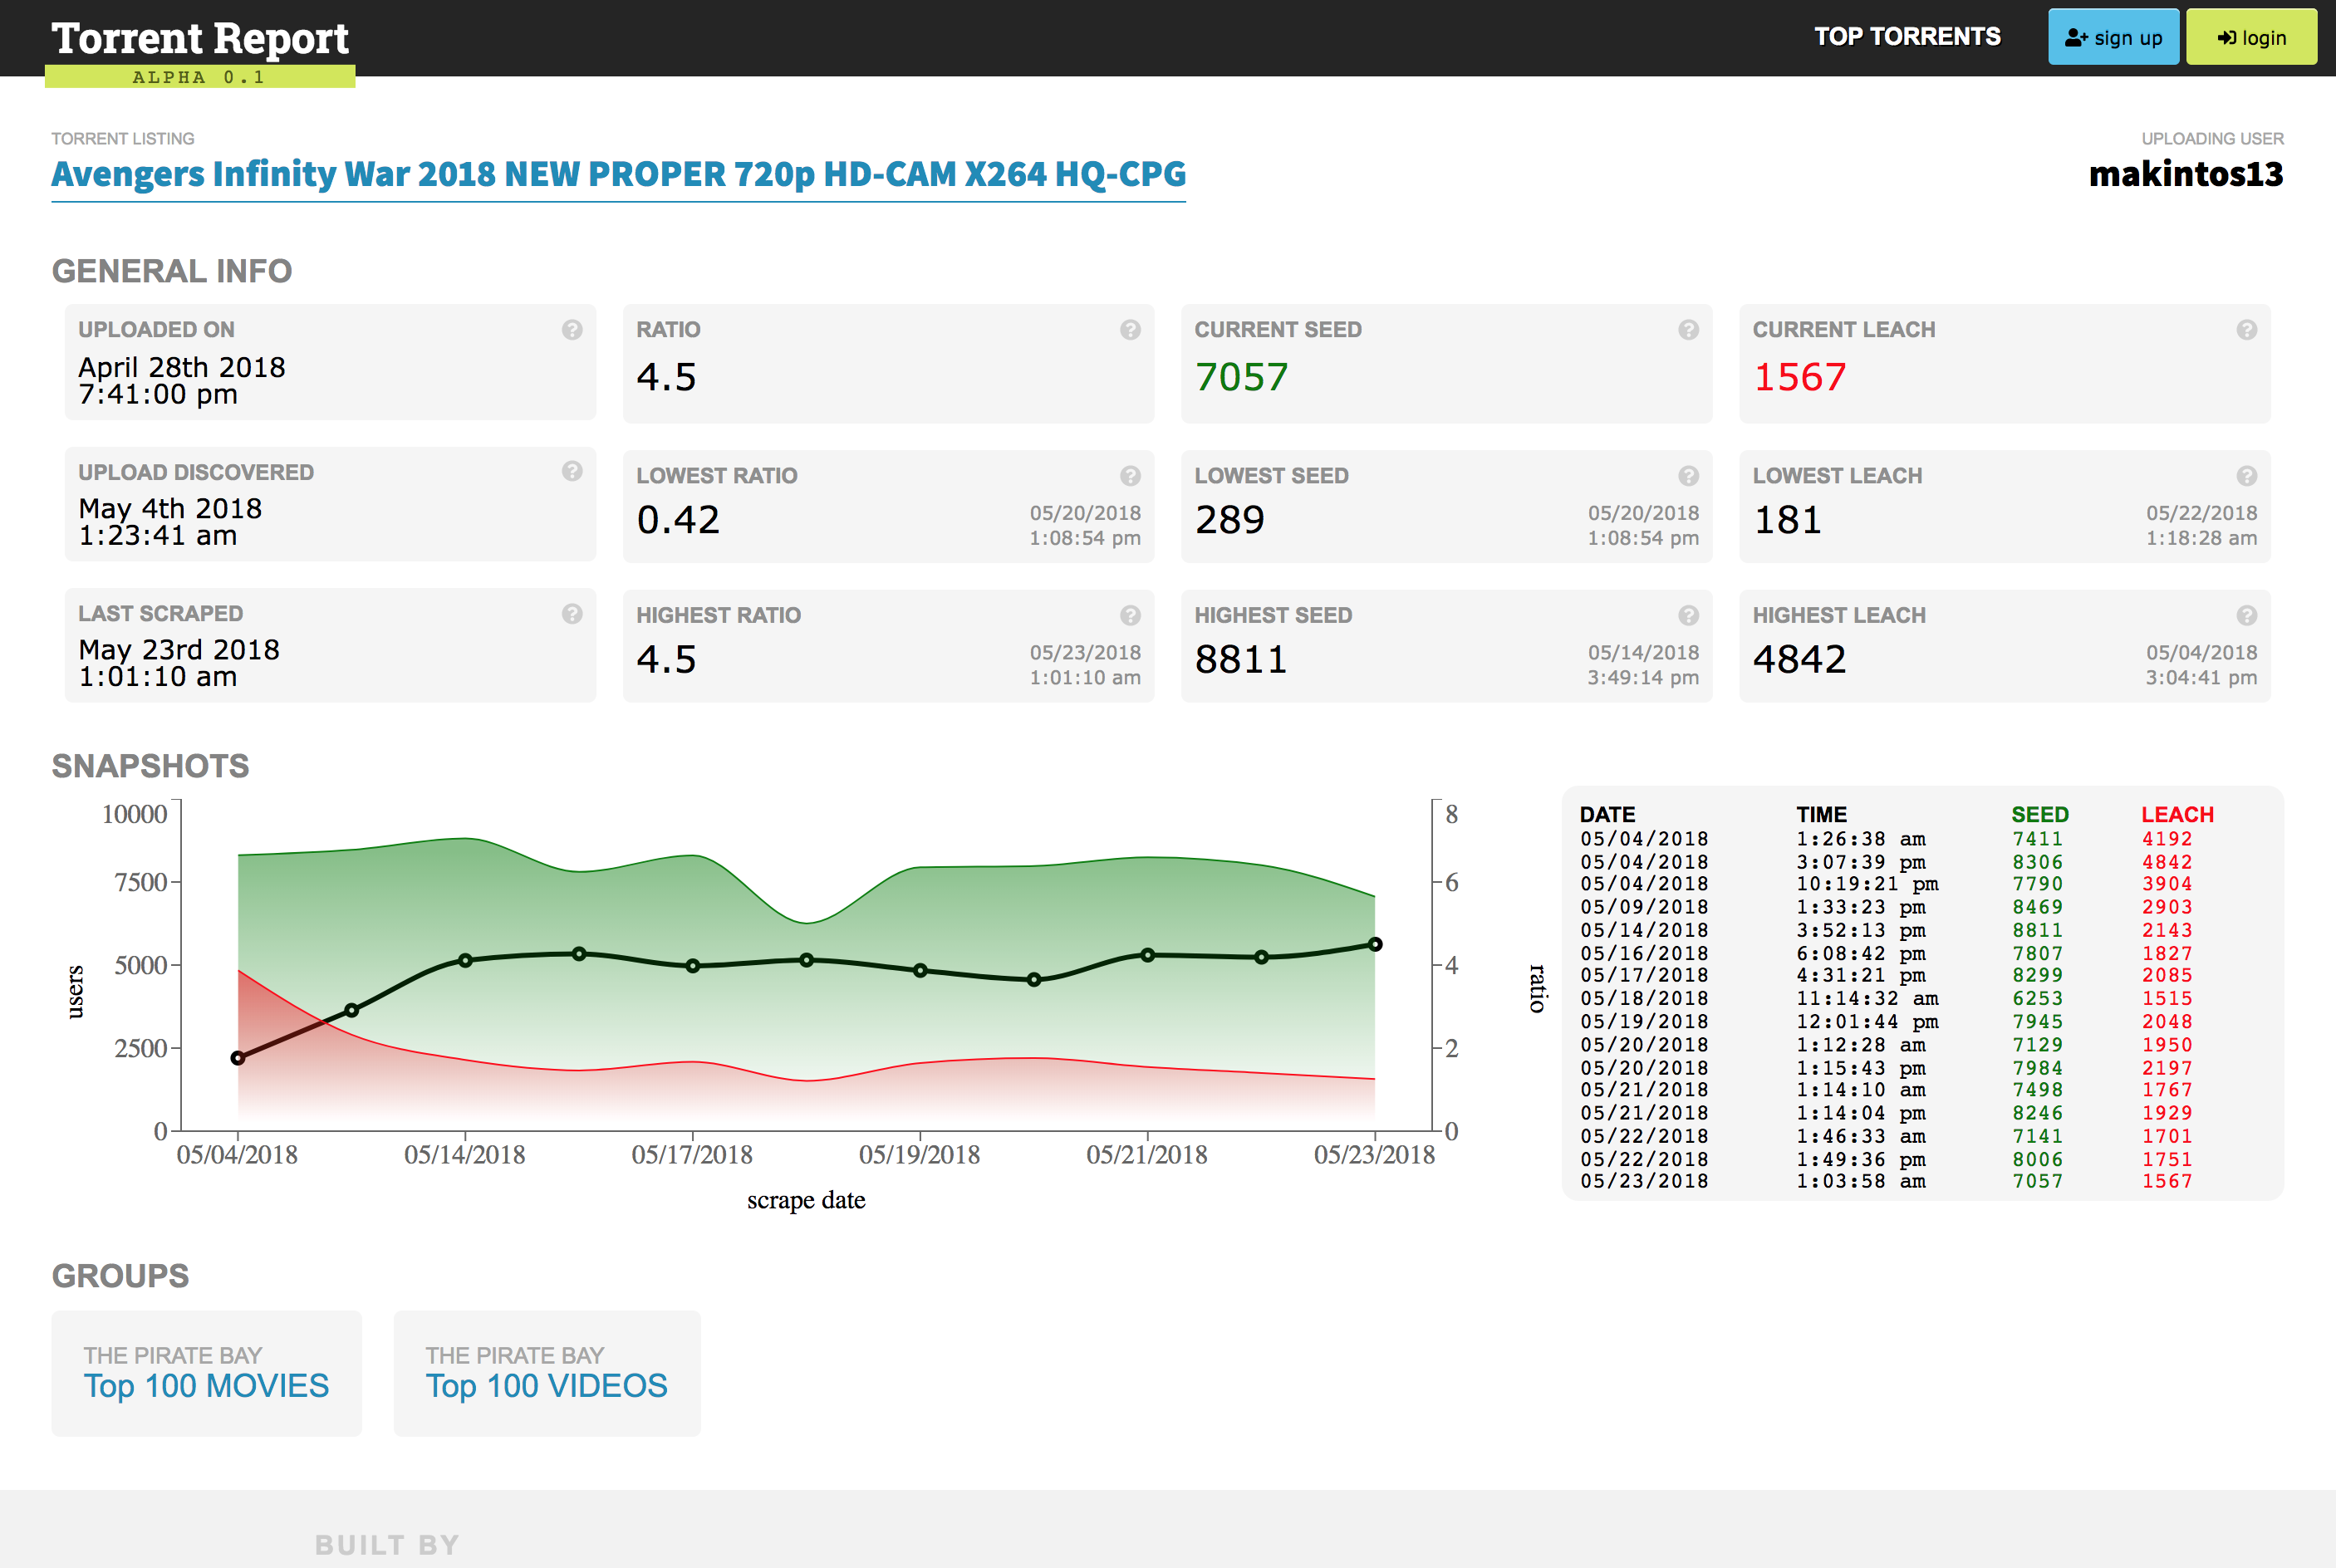 Torrent Report
ALPHA 0.1
TOP TORRENTS
sign up
login
TORRENT LISTING
Avengers Infinity War 2018 NEW PROPER 720p HD-CAM X264 HQ-CPG
UPLOADING USER
makintos13
GENERAL INFO
UPLOADED ON
April 28th 2018
7:41:00 pm
RATIO
4.5
CURRENT SEED
7057
CURRENT LEACH
1567
UPLOAD DISCOVERED
May 4th 2018
1:23:41 am
LOWEST RATIO
0.42
05/20/2018
1:08:54 pm
LOWEST SEED
289
05/20/2018
1:08:54 pm
LOWEST LEACH
181
05/22/2018
1:18:28 am
LAST SCRAPED
May 23rd 2018
1:01:10 am
HIGHEST RATIO
4.5
05/23/2018
1:01:10 am
HIGHEST SEED
8811
05/14/2018
3:49:14 pm
HIGHEST LEACH
4842
05/04/2018
3:04:41 pm
SNAPSHOTS
10000
7500
5000
2500
0
users
8
6
4
2
0
ratio
05/04/2018 05/14/2018 05/17/2018 05/19/2018 05/21/2018 05/23/2018
scrape date
DATE TIME SEED LEACH
05/04/2018 1:26:38 am 7411 4192
05/04/2018 3:07:39 pm 8306 4842
05/04/2018 10:19:21 pm 7790 3904
05/09/2018 1:33:23 pm 8469 2903
05/14/2018 3:52:13 pm 8811 2143
05/16/2018 6:08:42 pm 7807 1827
05/17/2018 4:31:21 pm 8299 2085
05/18/2018 11:14:32 am 6253 1515
05/19/2018 12:01:44 pm 7945 2048
05/20/2018 1:12:28 am 7129 1950
05/20/2018 1:15:43 pm 7984 2197
05/21/2018 1:14:10 am 7498 1767
05/21/2018 1:14:04 pm 8246 1929
05/22/2018 1:46:33 am 7141 1701
05/22/2018 1:49:36 pm 8006 1751
05/23/2018 1:03:58 am 7057 1567
GROUPS
THE PIRATE BAY
Top 100 MOVIES
THE PIRATE BAY
Top 100 VIDEOS
BUILT BY